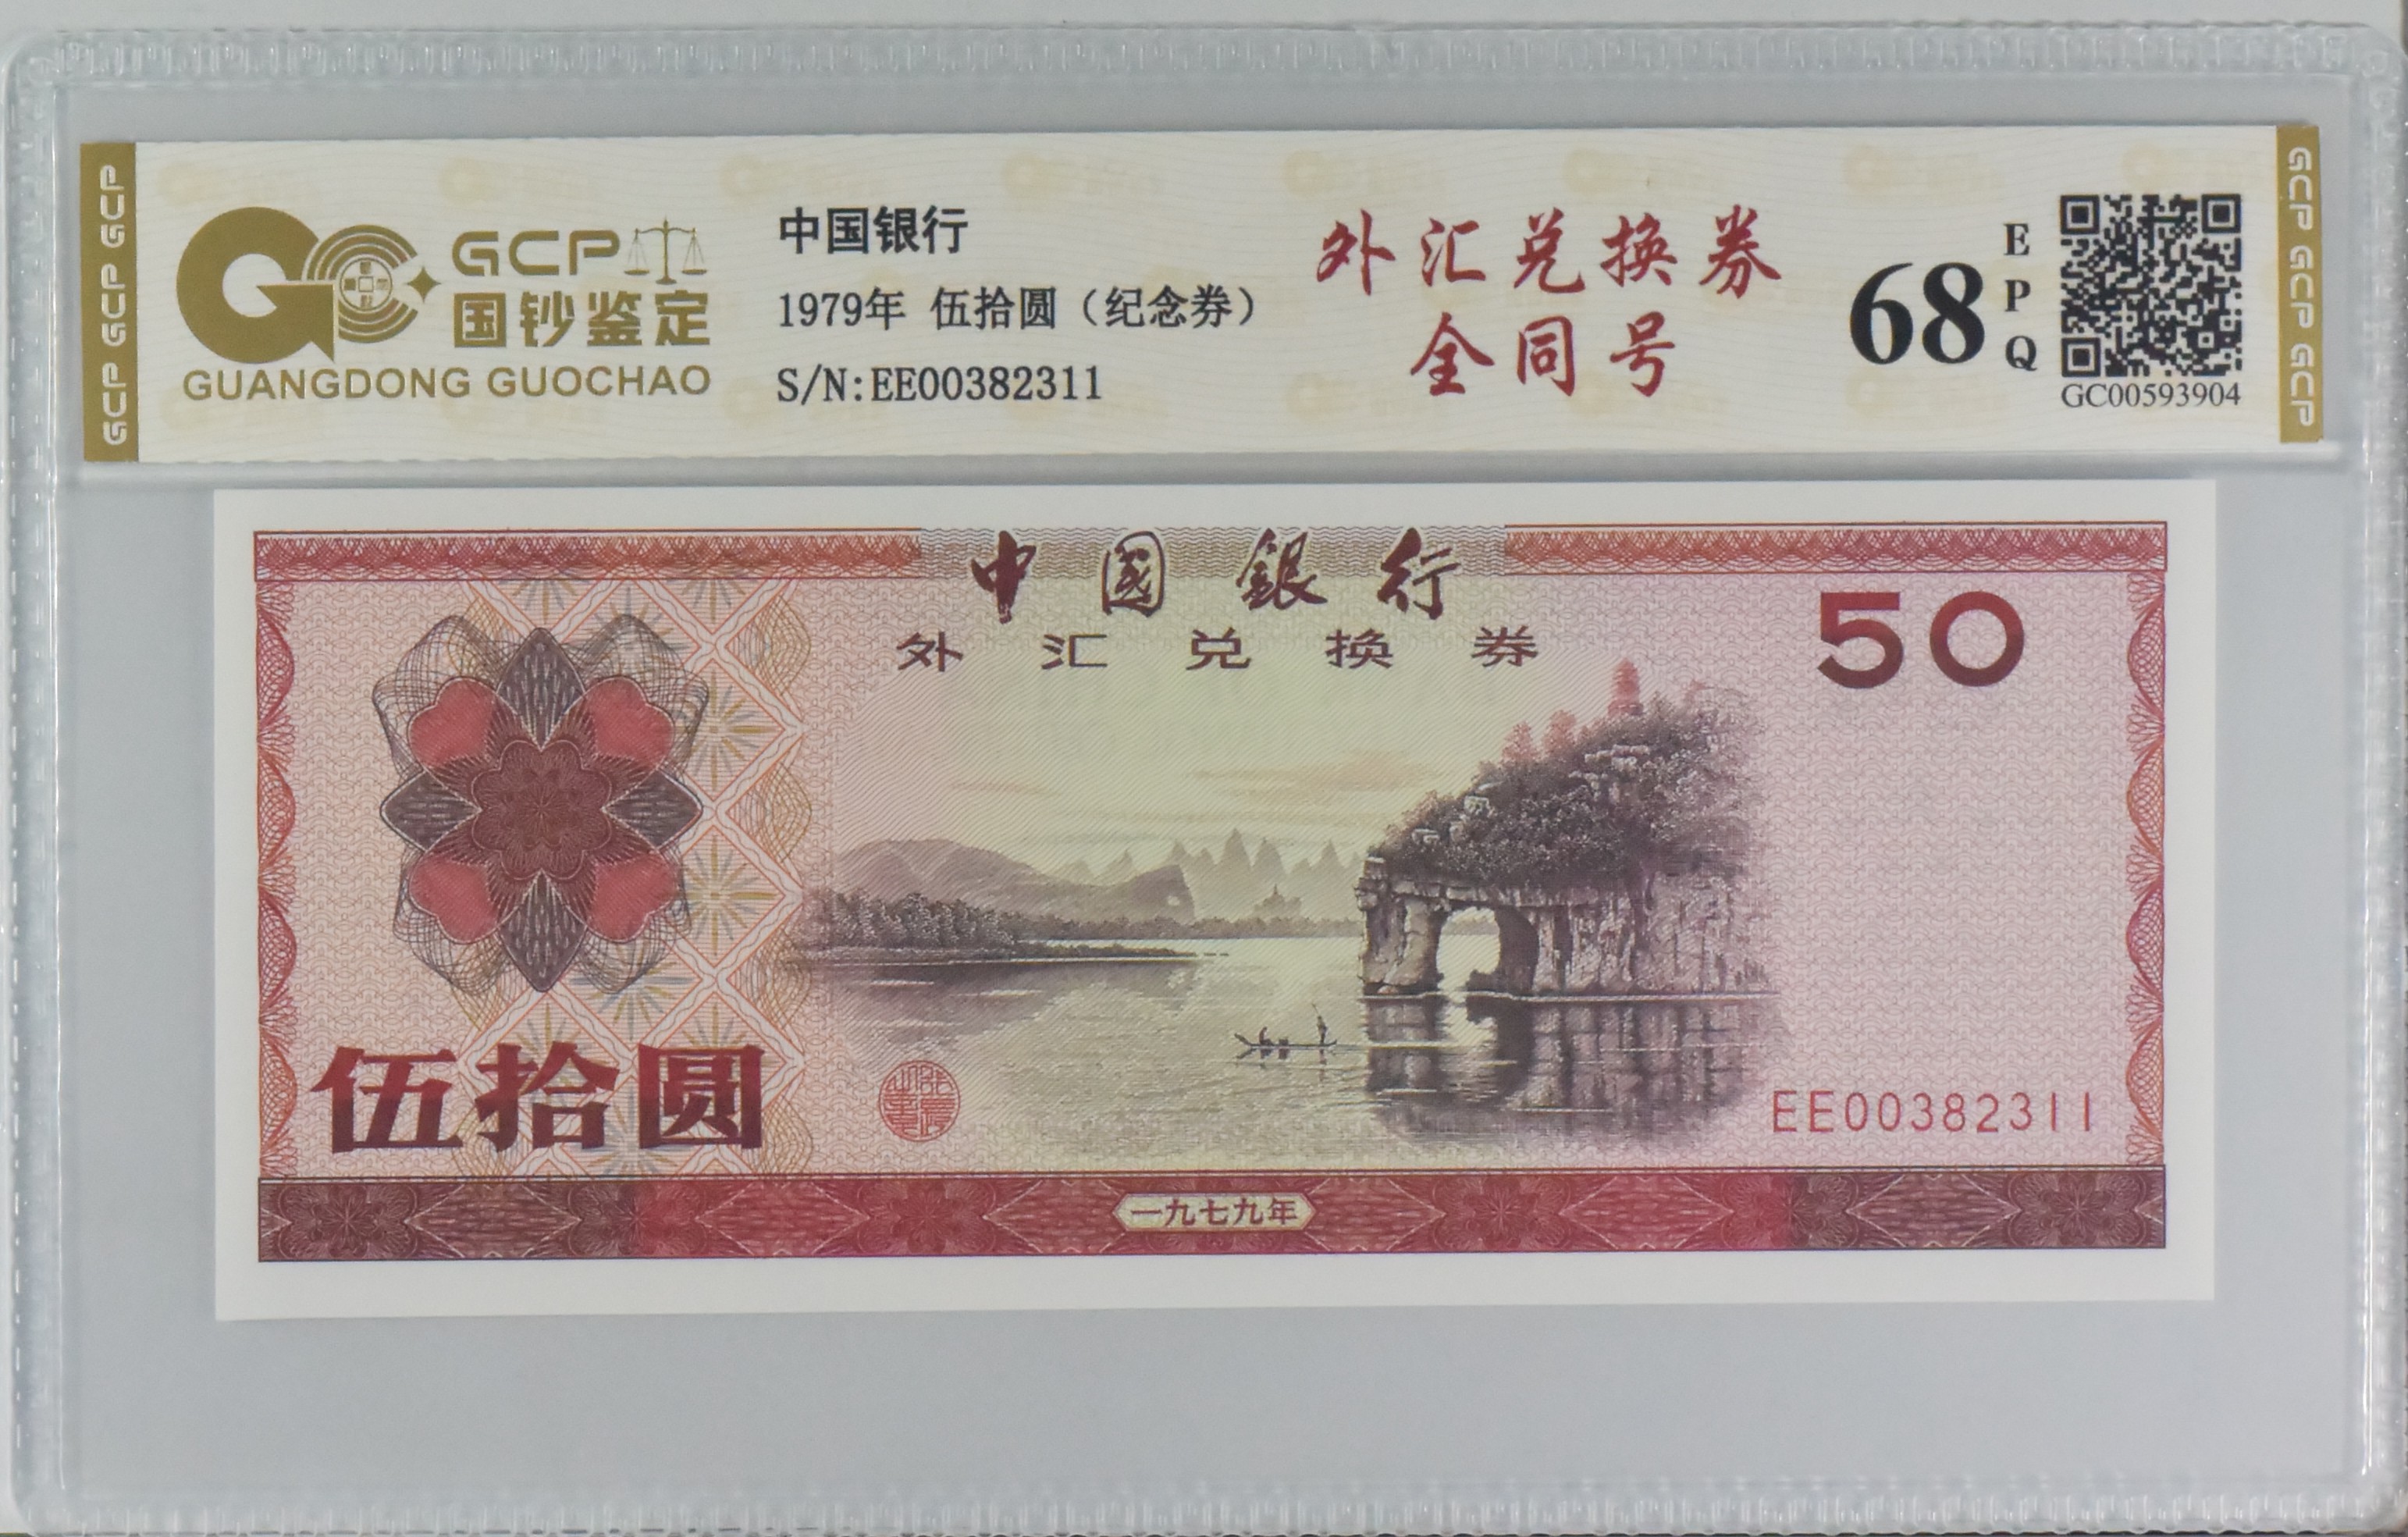 GCP GCP GCP
GCP
国钞鉴定
GUANGDONG GUOCHAO
中国银行
1979年 伍拾圆（纪念券）
S/N:EE00382311
外汇兑换券
全同号
68
E
P
Q
GC00593904
GCP GCP GCP
中國銀行
外汇兑换券
50
伍拾圆
EE00382311
一九七九年